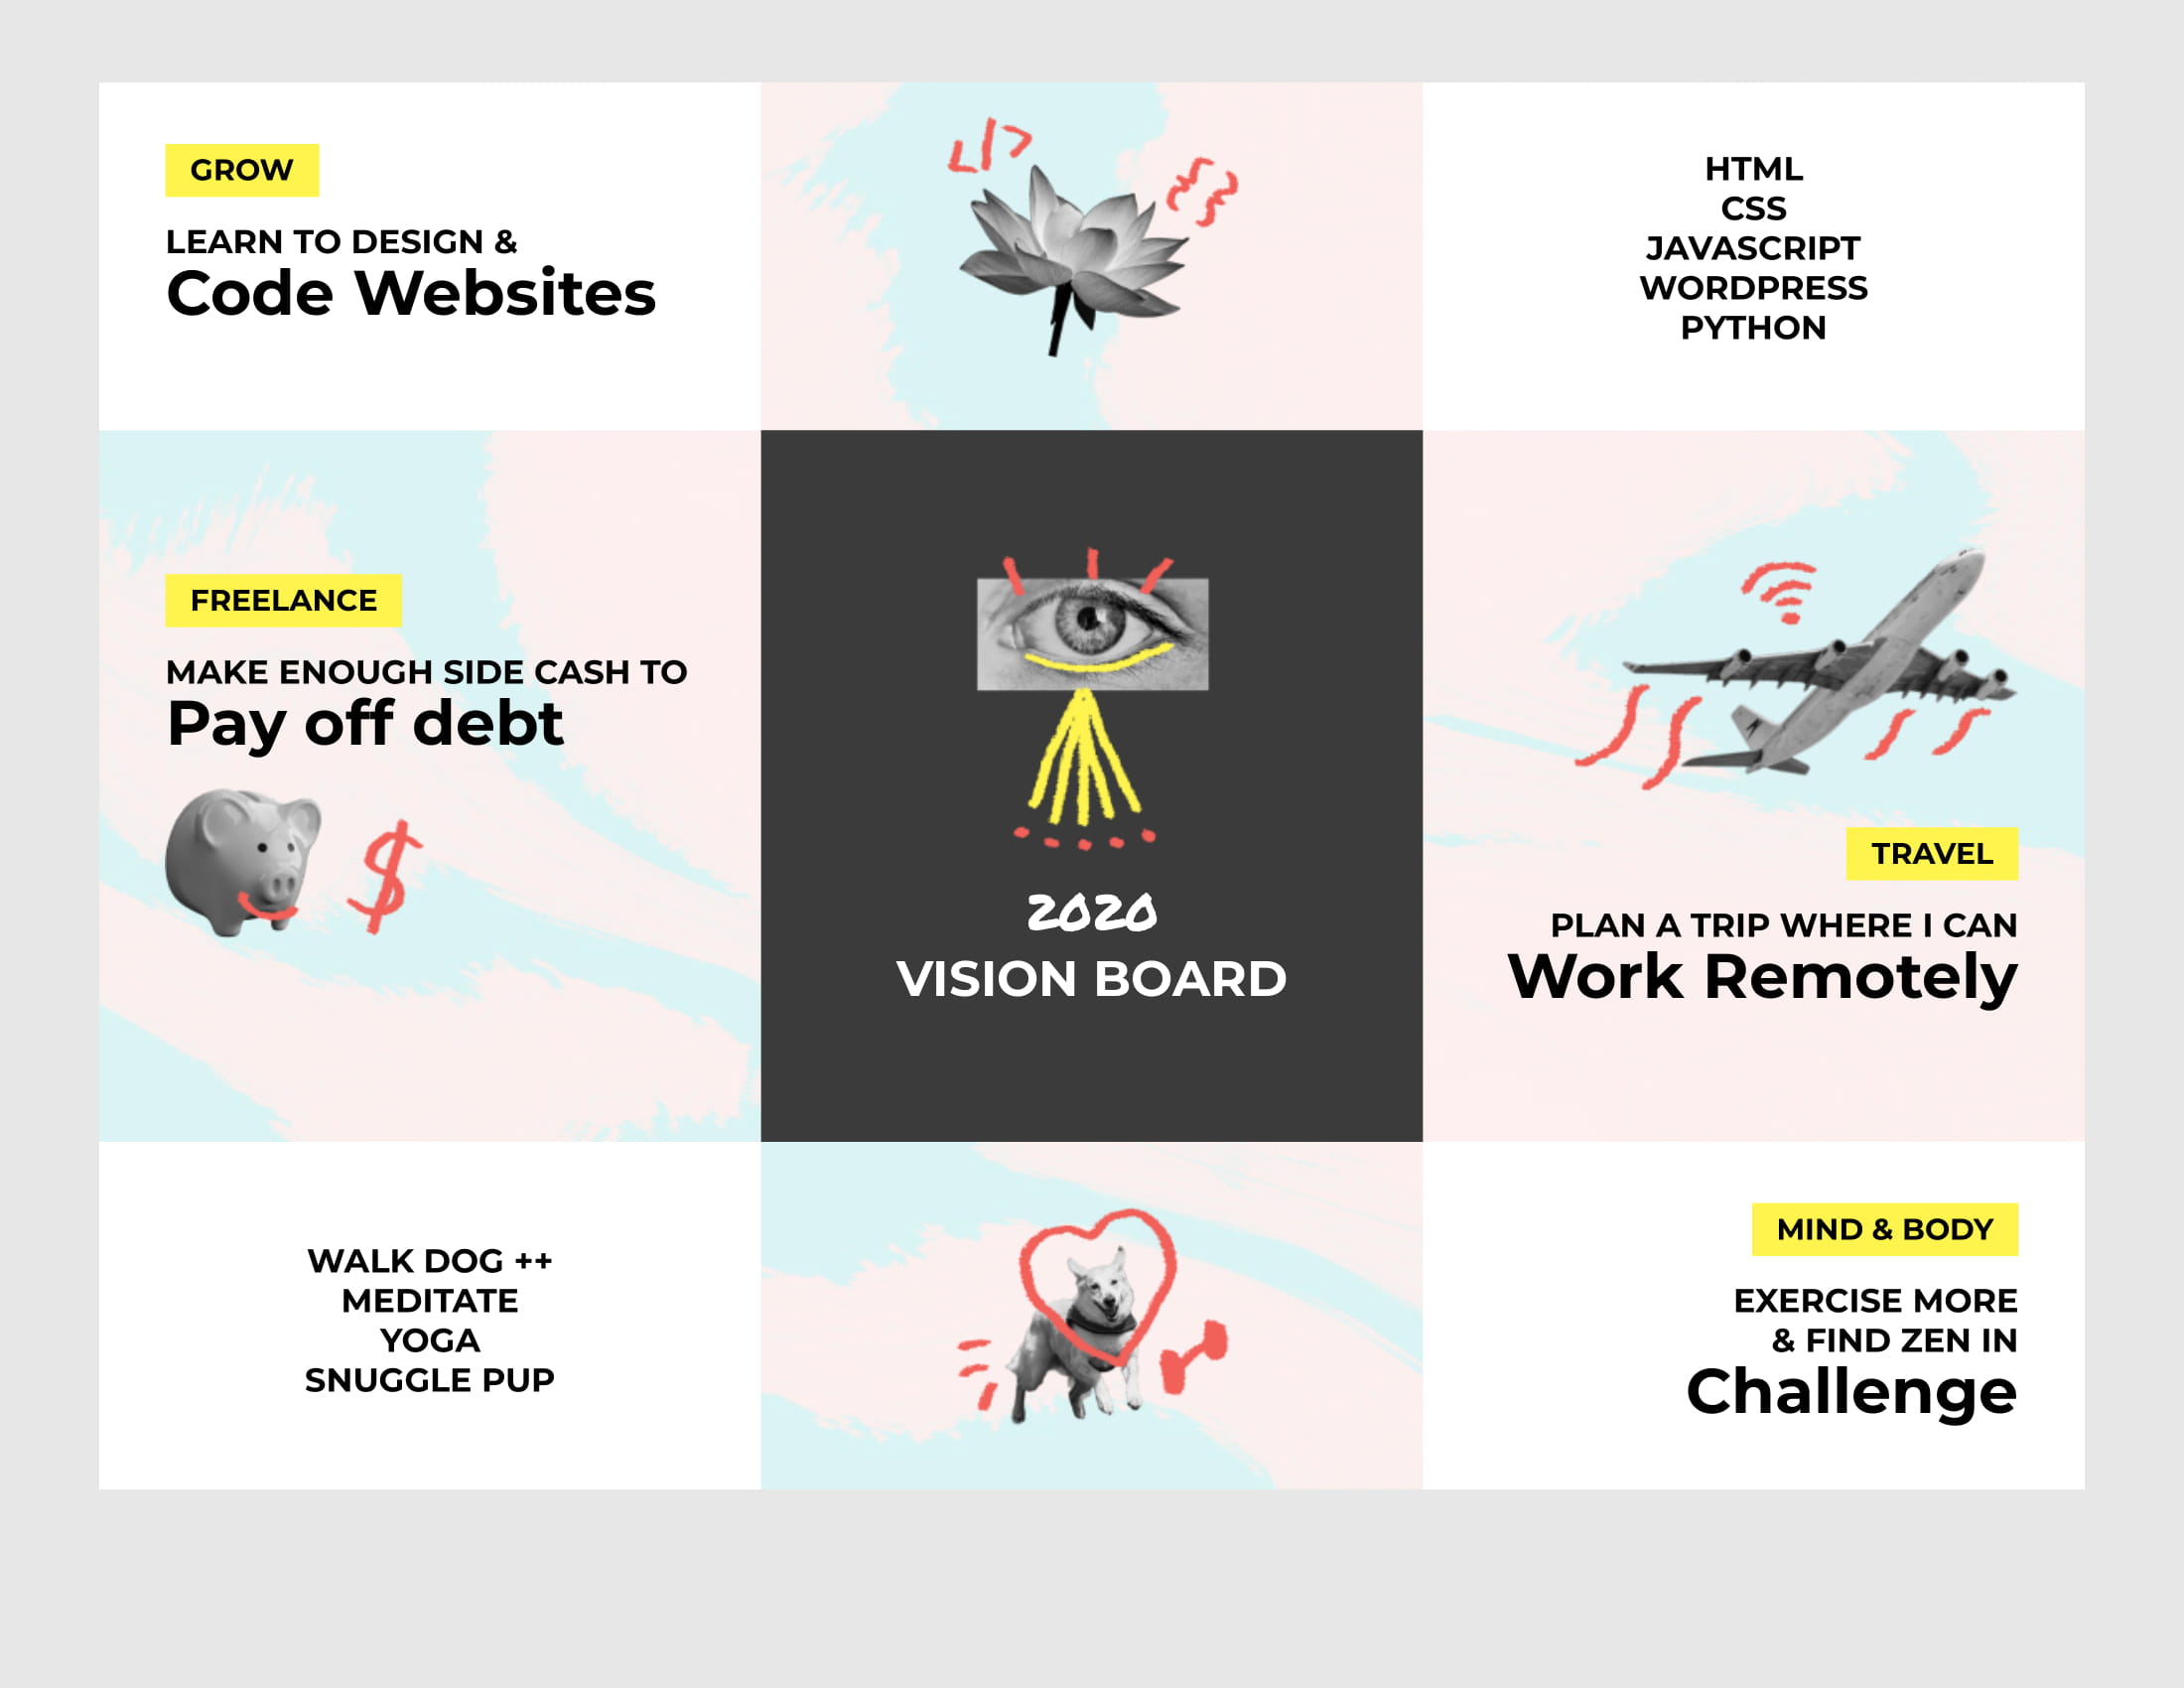 GROW
LEARN TO DESIGN &
Code Websites
</>
{}
HTML
CSS
JAVASCRIPT
WORDPRESS
PYTHON
FREELANCE
MAKE ENOUGH SIDE CASH TO
Pay off debt
$
2020
VISION BOARD
TRAVEL
PLAN A TRIP WHERE I CAN
Work Remotely
WALK DOG ++
MEDITATE
YOGA
SNUGGLE PUP
MIND & BODY
EXERCISE MORE
& FIND ZEN IN
Challenge